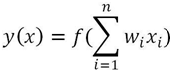 y(x) = f(∑_{i=1}^{n} w_i x_i)